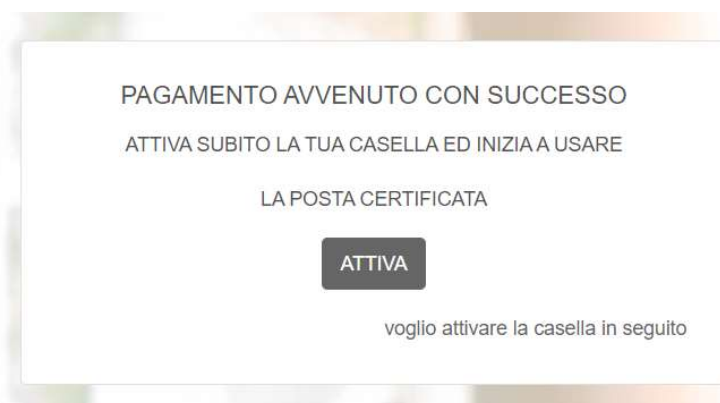 PAGAMENTO AVVENUTO CON SUCCESSO
ATTIVA SUBITO LA TUA CASELLA ED INIZIA A USARE
LA POSTA CERTIFICATA
ATTIVA
voglio attivare la casella in seguito